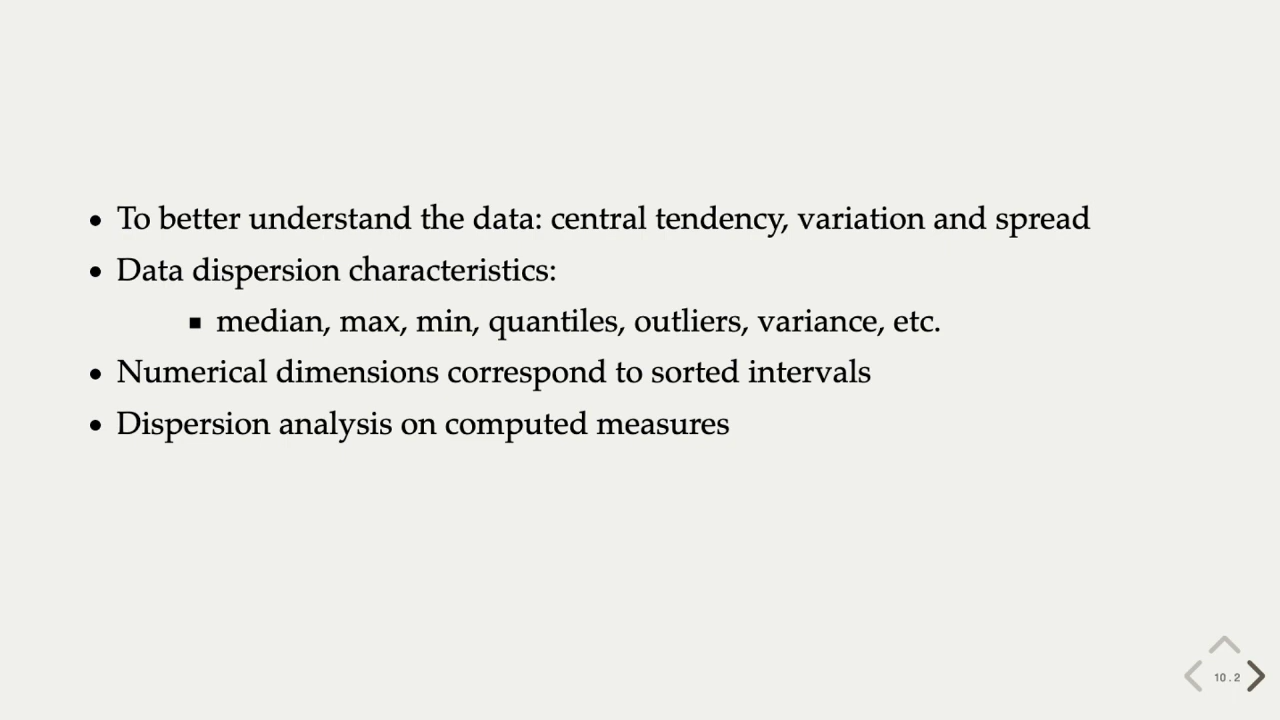 • To better understand the data: central tendency, variation and spread
• Data dispersion characteristics:
▪ median, max, min, quantiles, outliers, variance, etc.
• Numerical dimensions correspond to sorted intervals
• Dispersion analysis on computed measures
10.2